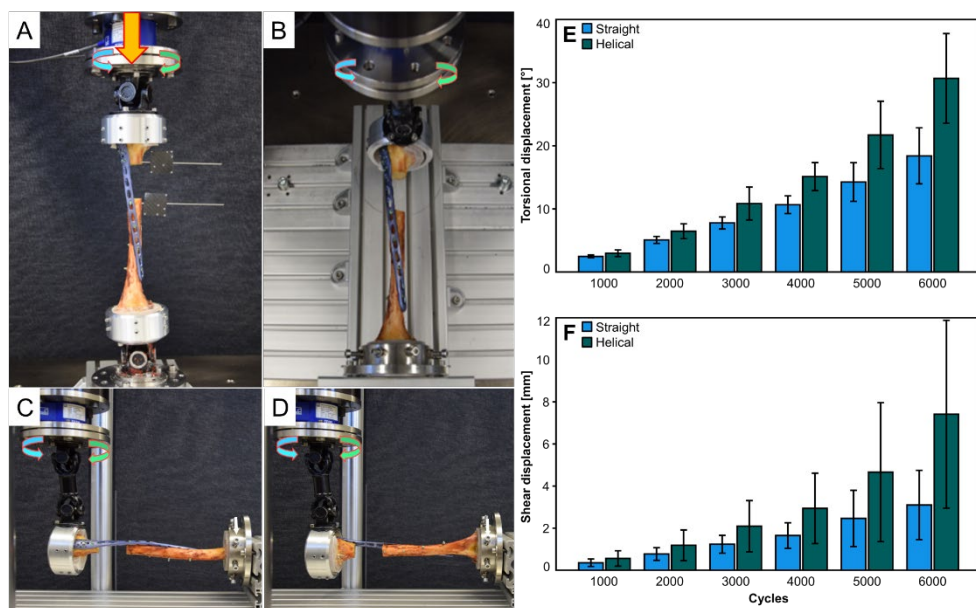 A
B
C
D
E
Straight
Helical
Torsional displacement [°]
40
30
20
10
0
1000 2000 3000 4000 5000 6000
F
Straight
Helical
Shear displacement [mm]
12
10
8
6
4
2
0
1000 2000 3000 4000 5000 6000
Cycles